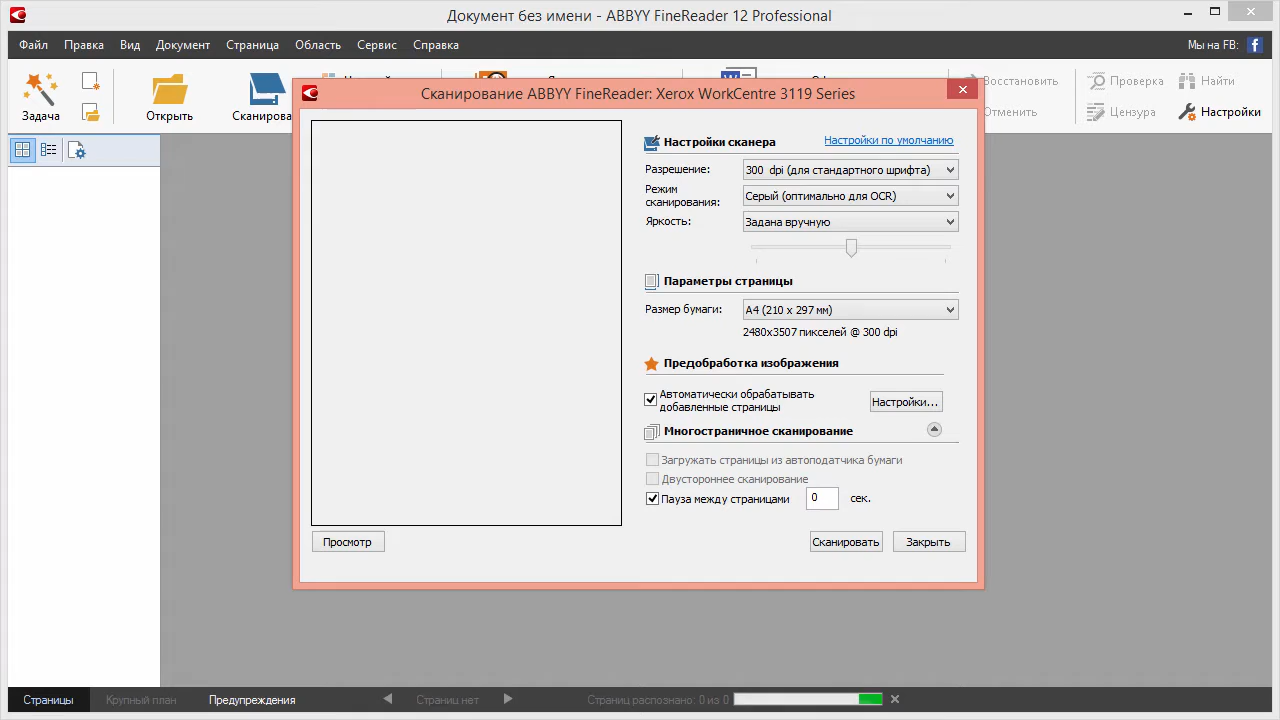 Документ без имени - ABBYY FineReader 12 Professional
Файл Правка Вид Документ Страница Область Сервис Справка Мы на FB: f
Задача Открыть Сканирова
Восстановить Проверка Найти
Отменить Цензура Настройки
Сканирование ABBYY FineReader: Xerox WorkCentre 3119 Series
Настройки сканера Настройки по умолчанию
Разрешение: 300 dpi (для стандартного шрифта)
Режим
сканирования: Серый (оптимально для OCR)
Яркость: Задана вручную
Параметры страницы
Размер бумаги: A4 (210 x 297 мм)
2480x3507 пикселей @ 300 dpi
Предобработка изображения
Автоматически обрабатывать
добавленные страницы Настройки...
Многостраничное сканирование
Загружать страницы из автоподатчика бумаги
Двустороннее сканирование
Пауза между страницами 0 сек.
Просмотр Сканировать Закрыть
Страницы Крупный план Предупреждения Страниц нет Страниц распознано: 0 из 0